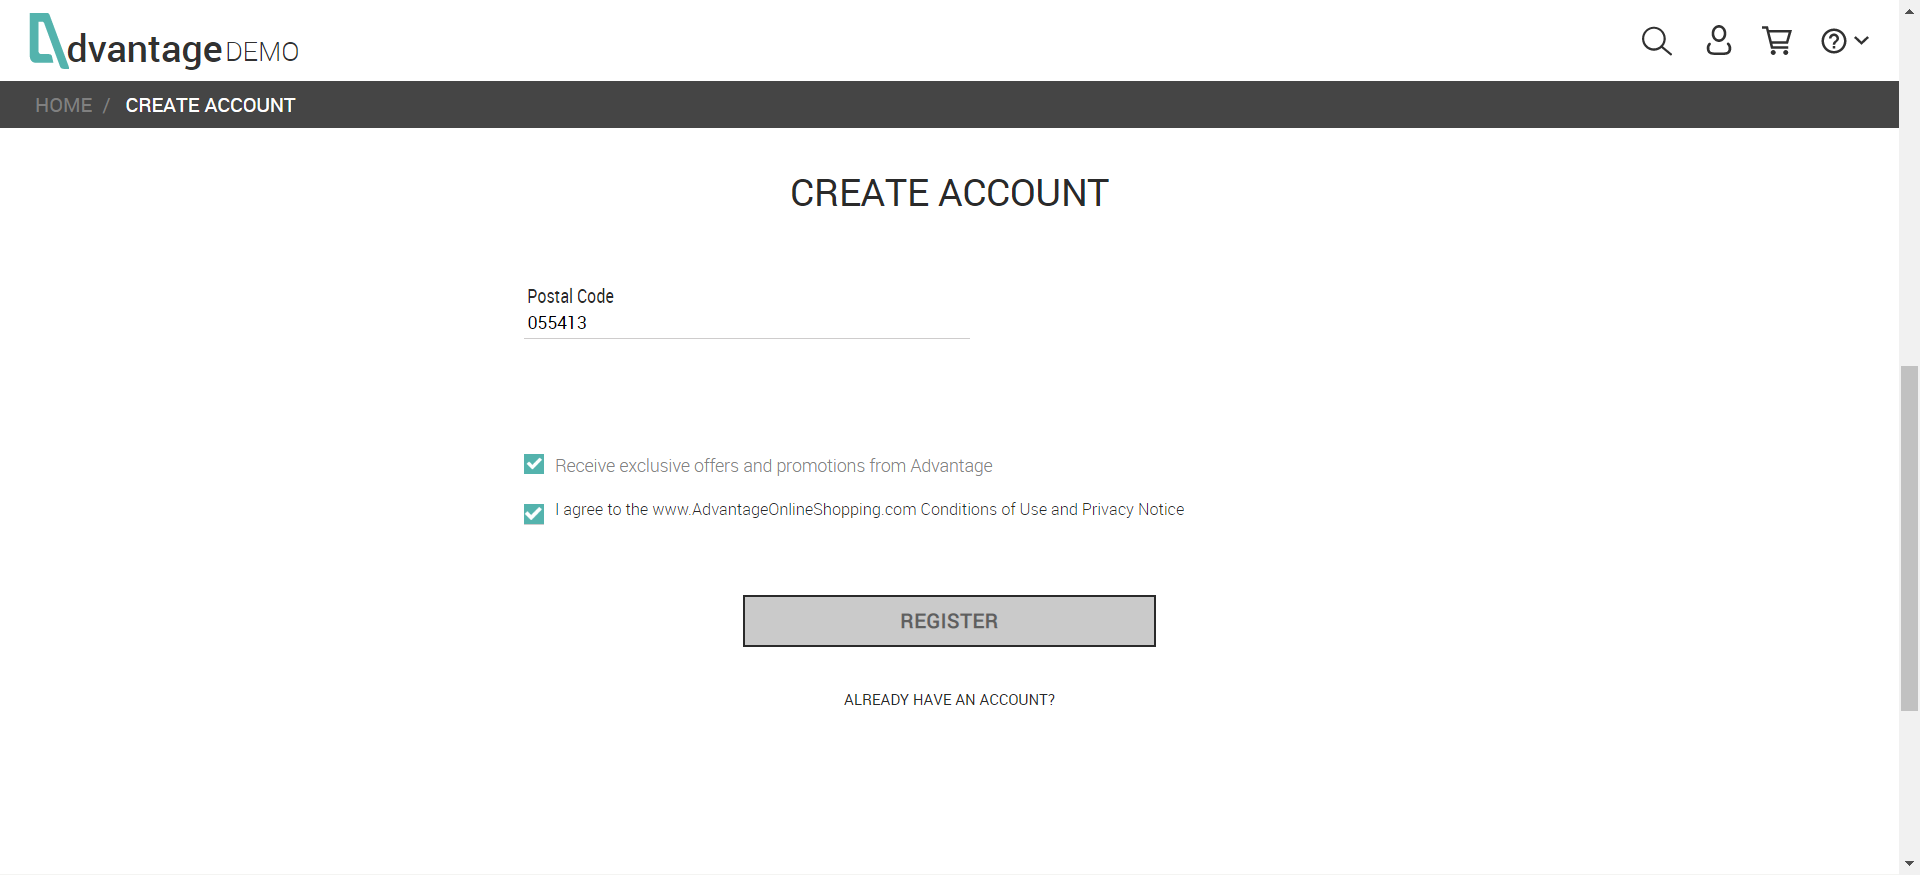 dvantage DEMO
HOME / CREATE ACCOUNT
CREATE ACCOUNT
Postal Code
055413
Receive exclusive offers and promotions from Advantage
I agree to the www.AdvantageOnlineShopping.com Conditions of Use and Privacy Notice
REGISTER
ALREADY HAVE AN ACCOUNT?